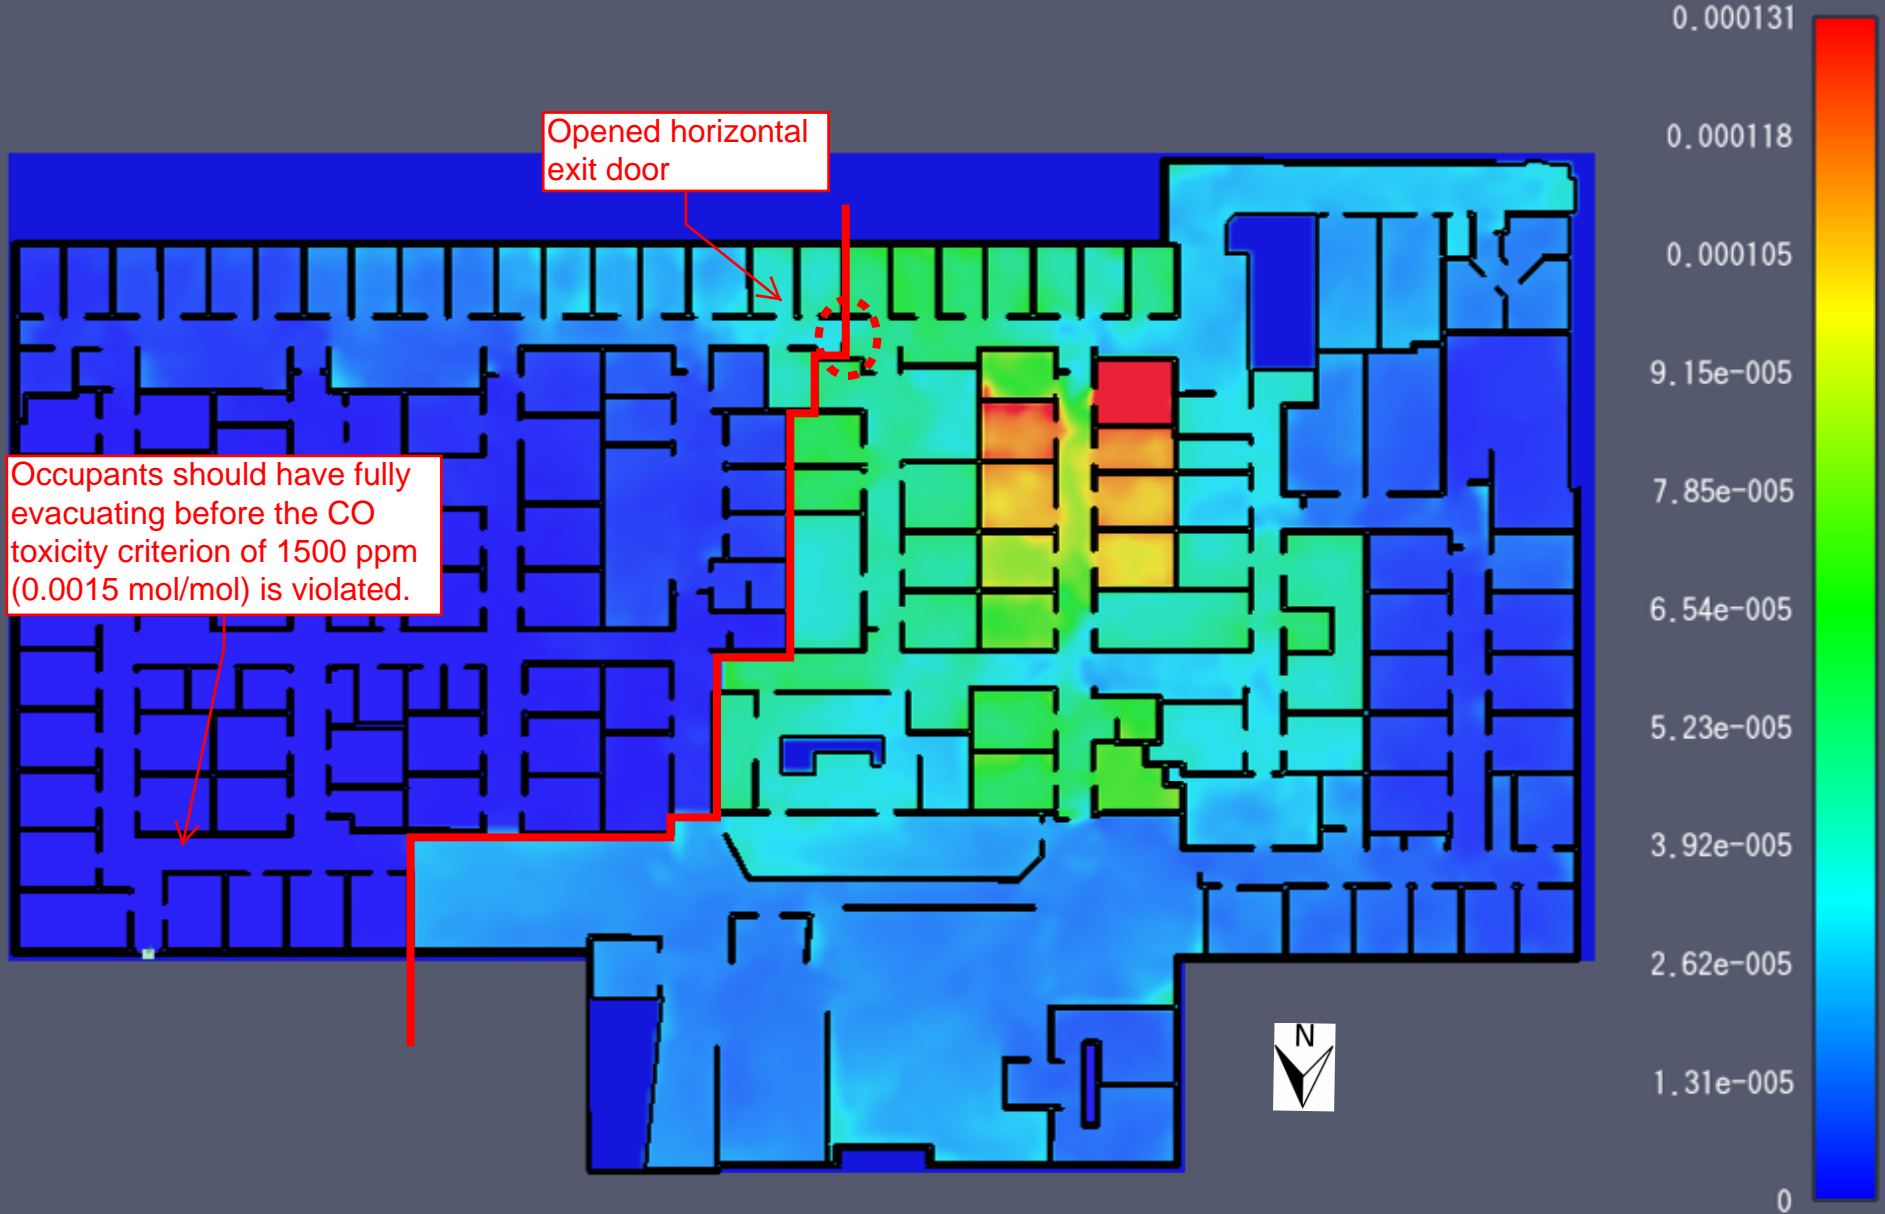 Opened horizontal
exit door
Occupants should have fully
evacuating before the CO
toxicity criterion of 1500 ppm
(0.0015 mol/mol) is violated.
N
0.000131
0.000118
0.000105
9.15e-005
7.85e-005
6.54e-005
5.23e-005
3.92e-005
2.62e-005
1.31e-005
0